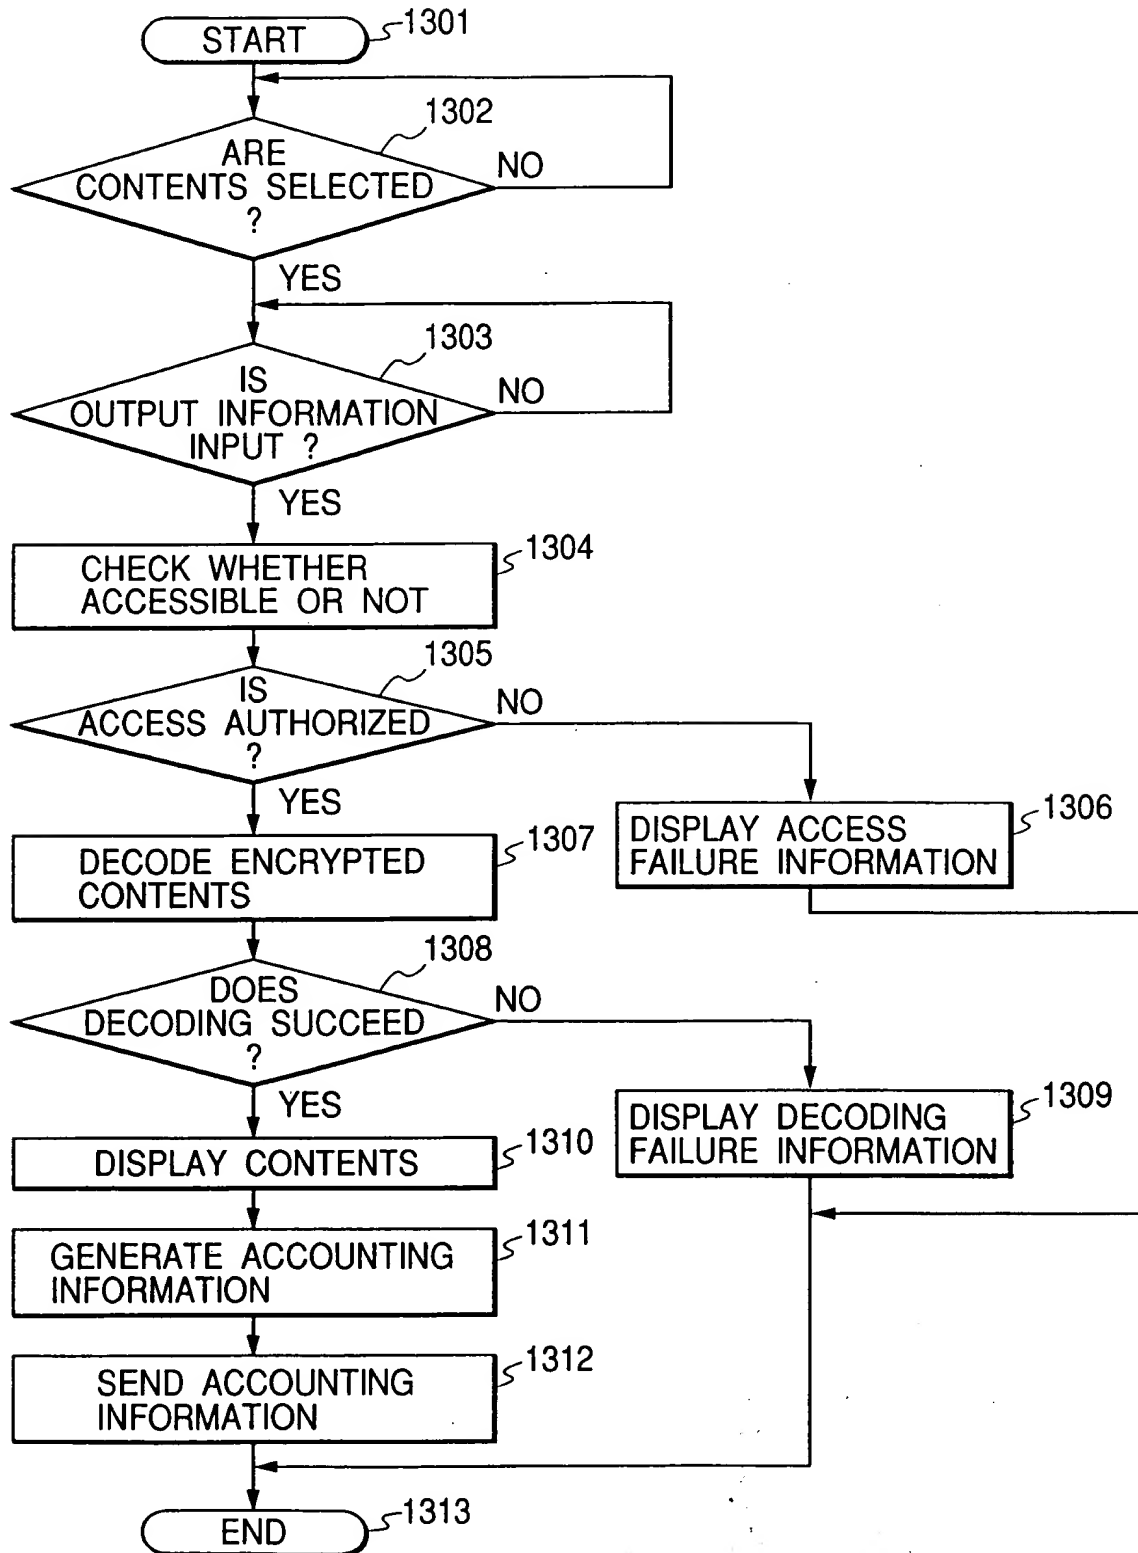 START
1301
1302
ARE
CONTENTS SELECTED
?
NO
YES
1303
IS
OUTPUT INFORMATION
INPUT ?
NO
YES
1304
CHECK WHETHER
ACCESSIBLE OR NOT
1305
IS
ACCESS AUTHORIZED
?
NO
YES
1306
DISPLAY ACCESS
FAILURE INFORMATION
1307
DECODE ENCRYPTED
CONTENTS
1308
DOES
DECODING SUCCEED
?
NO
YES
1309
DISPLAY DECODING
FAILURE INFORMATION
1310
DISPLAY CONTENTS
1311
GENERATE ACCOUNTING
INFORMATION
1312
SEND ACCOUNTING
INFORMATION
END
1313